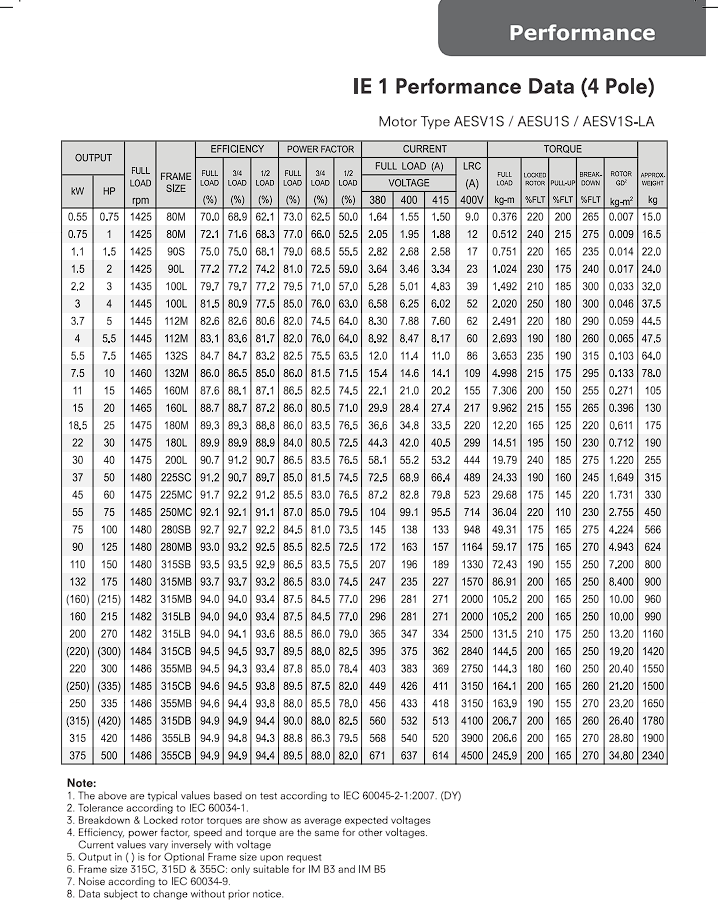 Performance
IE 1 Performance Data (4 Pole)
Motor Type AESV1S / AESU1S / AESV1S-LA
OUTPUT FULL LOAD rpm FRAME SIZE EFFICIENCY POWER FACTOR CURRENT TORQUE ROTOR GD² kg-m² APPROX. WEIGHT kg
FULL LOAD (A) LRC (A) 400V
VOLTAGE
kW HP FULL LOAD (%) 3/4 LOAD (%) 1/2 LOAD (%) FULL LOAD (%) 3/4 LOAD (%) 1/2 LOAD (%) 380 400 415 FULL LOAD kg-m LOCKED ROTOR %FLT PULL-UP %FLT BREAK-DOWN %FLT
0.55 0.75 1425 80M 70.0 68.9 62.1 73.0 62.5 50.0 1.64 1.55 1.50 9.0 0.376 220 200 265 0.007 15.0
0.75 1 1425 80M 72.1 71.6 68.3 77.0 66.0 52.5 2.05 1.95 1.88 12 0.512 240 215 275 0.009 16.5
1.1 1.5 1425 90S 75.0 75.0 68.1 79.0 68.5 55.5 2.82 2.68 2.58 17 0.751 220 165 235 0.014 22.0
1.5 2 1425 90L 77.2 77.2 74.2 81.0 72.5 59.0 3.64 3.46 3.34 23 1.024 230 175 240 0.017 24.0
2.2 3 1435 100L 79.7 79.7 77.2 79.5 71.0 57.0 5.28 5.01 4.83 39 1.492 210 185 300 0.033 32.0
3 4 1445 100L 81.5 80.9 77.5 85.0 76.0 63.0 6.58 6.25 6.02 52 2.020 250 180 300 0.046 37.5
3.7 5 1445 112M 82.6 82.6 80.6 82.0 74.5 64.0 8.30 7.88 7.60 62 2.491 220 180 290 0.059 44.5
4 5.5 1445 112M 83.1 83.6 81.7 82.0 76.0 64.0 8.92 8.47 8.17 60 2.693 190 180 260 0.065 47.5
5.5 7.5 1465 132S 84.7 84.7 83.2 82.5 75.5 63.5 12.0 11.4 11.0 86 3.653 235 190 315 0.103 64.0
7.5 10 1460 132M 86.0 86.5 85.0 86.0 81.5 71.5 15.4 14.6 14.1 109 4.998 215 175 295 0.133 78.0
11 15 1465 160M 87.6 88.1 87.1 86.5 82.5 74.5 22.1 21.0 20.2 155 7.306 200 150 255 0.271 105
15 20 1465 160L 88.7 88.7 87.2 86.0 80.5 71.0 29.9 28.4 27.4 217 9.962 215 155 265 0.396 130
18.5 25 1475 180M 89.3 89.3 88.8 86.0 83.5 76.5 36.6 34.8 33.5 220 12.20 165 125 220 0.611 175
22 30 1475 180L 89.9 89.9 88.9 84.0 80.5 72.5 44.3 42.0 40.5 299 14.51 195 150 230 0.712 190
30 40 1475 200L 90.7 91.2 90.7 86.5 83.5 76.5 58.1 55.2 53.2 444 19.79 240 185 275 1.220 255
37 50 1480 225SC 91.2 90.7 89.7 85.0 81.5 74.5 72.5 68.9 66.4 489 24.33 190 160 245 1.649 315
45 60 1475 225MC 91.7 92.2 91.2 85.5 83.0 76.5 87.2 82.8 79.8 523 29.68 175 145 220 1.731 330
55 75 1485 250MC 92.1 92.1 91.1 87.0 85.0 79.5 104 99.1 95.5 714 36.04 220 110 230 2.755 450
75 100 1480 280SB 92.7 92.7 92.2 84.5 81.0 73.5 145 138 133 948 49.31 175 165 275 4.224 566
90 125 1480 280MB 93.0 93.2 92.5 85.5 82.5 72.5 172 163 157 1164 59.17 175 165 270 4.943 624
110 150 1480 315SB 93.5 93.5 92.9 86.5 83.5 75.5 207 196 189 1330 72.43 190 155 250 7.200 800
132 175 1480 315MB 93.7 93.7 93.2 86.5 83.0 74.5 247 235 227 1570 86.91 200 165 250 8.400 900
(160) (215) 1482 315MB 94.0 94.0 93.4 87.5 84.5 77.0 296 281 271 2000 105.2 200 165 250 10.00 960
160 215 1482 315LB 94.0 94.0 93.4 87.5 84.5 77.0 296 281 271 2000 105.2 200 165 250 10.00 990
200 270 1482 315LB 94.0 94.1 93.6 88.5 86.0 79.0 365 347 334 2500 131.5 210 175 250 13.20 1160
(220) (300) 1484 315CB 94.5 94.5 93.7 89.5 88.0 82.5 395 375 362 2840 144.5 200 165 250 19.20 1420
220 300 1486 355MB 94.5 94.3 93.4 87.8 85.0 78.4 403 383 369 2750 144.3 180 160 250 20.40 1550
(250) (335) 1485 315CB 94.6 94.5 93.8 89.5 87.5 82.0 449 426 411 3150 164.1 200 165 260 21.20 1500
250 335 1486 355MB 94.6 94.4 93.8 88.0 85.5 78.0 456 433 418 3150 163.9 190 155 270 23.20 1650
(315) (420) 1485 315DB 94.9 94.9 94.4 90.0 88.0 82.5 560 532 513 4100 206.7 200 165 260 26.40 1780
315 420 1486 355LB 94.9 94.8 94.3 88.8 86.3 79.5 568 540 520 3900 206.6 200 165 270 28.80 1900
375 500 1486 355CB 94.9 94.9 94.4 89.5 88.0 82.0 671 637 614 4500 245.9 200 165 270 34.80 2340
Note:
1. The above are typical values based on test according to IEC 60045-2-1:2007. (DY)
2. Tolerance according to IEC 60034-1.
3. Breakdown & Locked rotor torques are show as average expected voltages
4. Efficiency, power factor, speed and torque are the same for other voltages.
Current values vary inversely with voltage
5. Output in ( ) is for Optional Frame size upon request
6. Frame size 315C, 315D & 355C: only suitable for IM B3 and IM B5
7. Noise according to IEC 60034-9.
8. Data subject to change without prior notice.